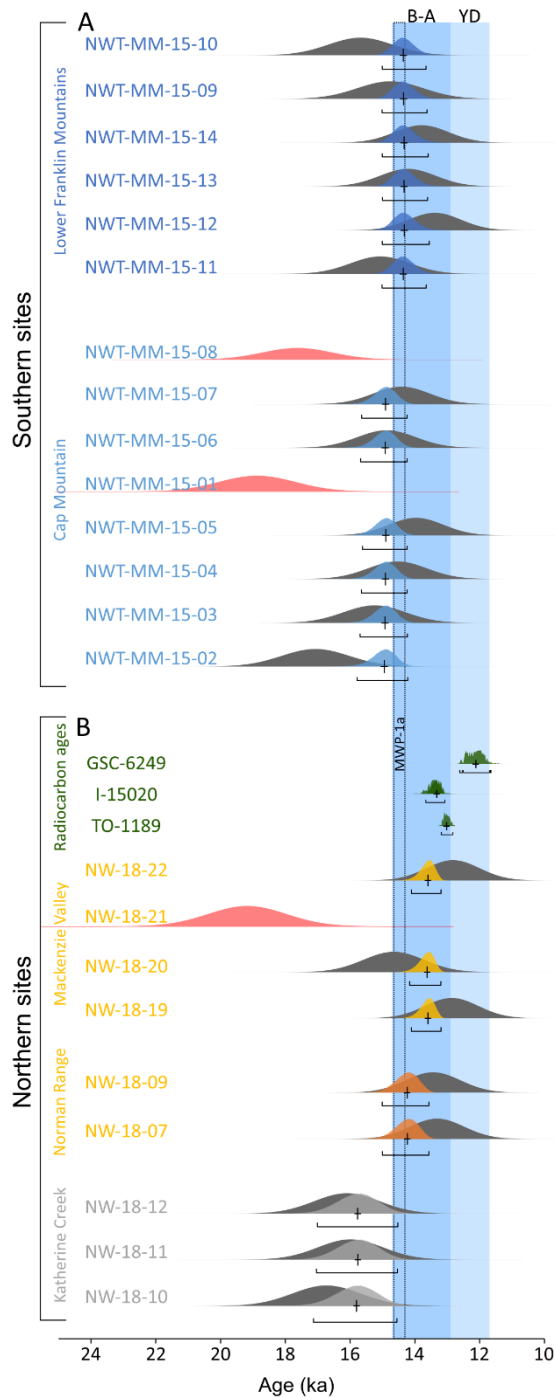 B-A YD
A
Southern sites
Lower Franklin Mountains
NWT-MM-15-10
NWT-MM-15-09
NWT-MM-15-14
NWT-MM-15-13
NWT-MM-15-12
NWT-MM-15-11
Cap Mountain
NWT-MM-15-08
NWT-MM-15-07
NWT-MM-15-06
NWT-MM-15-01
NWT-MM-15-05
NWT-MM-15-04
NWT-MM-15-03
NWT-MM-15-02
B
MWP-1a
Northern sites
Radiocarbon ages
GSC-6249
I-15020
TO-1189
Mackenzie Valley
NW-18-22
NW-18-21
NW-18-20
NW-18-19
Norman Range
NW-18-09
NW-18-07
Katherine Creek
NW-18-12
NW-18-11
NW-18-10
24 22 20 18 16 14 12 10
Age (ka)